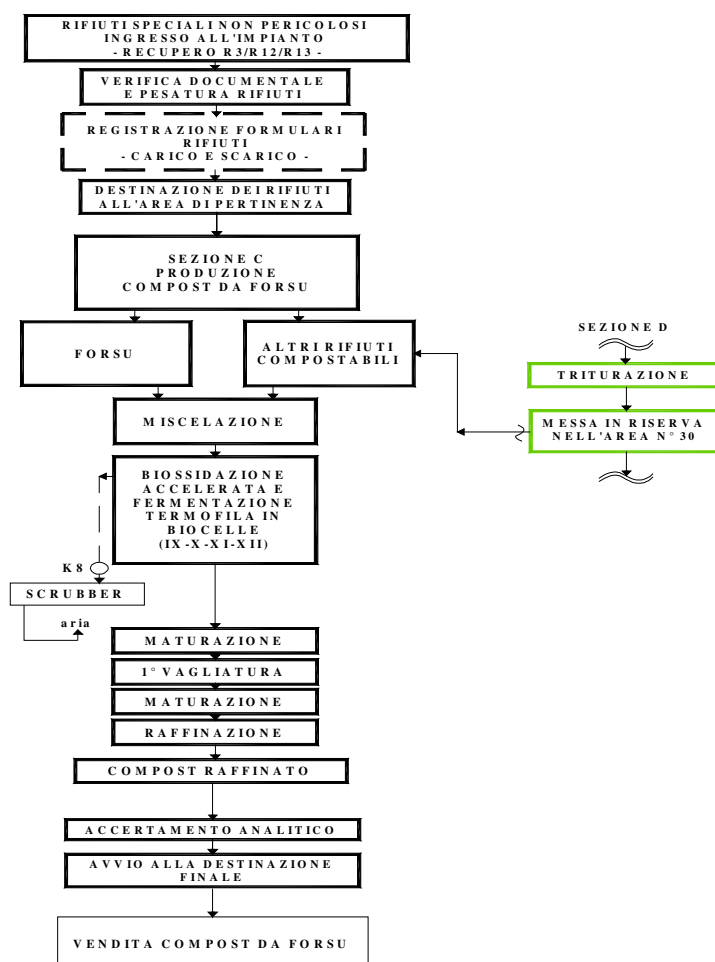 RIFIUTI SPECIALI NON PERICOLOSI
INGRESSO ALL'IMPIANTO
- RECUPERO R3/R12/R13 -
VERIFICA DOCUMENTALE
E PESATURA RIFIUTI
REGISTRAZIONE FORMULARI
RIFIUTI
- CARICO E SCARICO -
DESTINAZIONE DEI RIFIUTI
ALL'AREA DI PERTINENZA
SEZIONE C
PRODUZIONE
COMPOST DA FORSU
FORSU
ALTRI RIFIUTI
COMPOSTABILI
SEZIONE D
TRITURAZIONE
MESSA IN RISERVA
NELL'AREA N° 30
MISCELAZIONE
BIOSSIDAZIONE
ACCELERATA E
FERMENTAZIONE
TERMOFILA IN
BIOCELLE
(IX-X-XI-XII)
K8
SCRUBBER
aria
MATURAZIONE
1° VAGLIATURA
MATURAZIONE
RAFFINAZIONE
COMPOST RAFFINATO
ACCERTAMENTO ANALITICO
AVVIO ALLA DESTINAZIONE
FINALE
VENDITA COMPOST DA FORSU